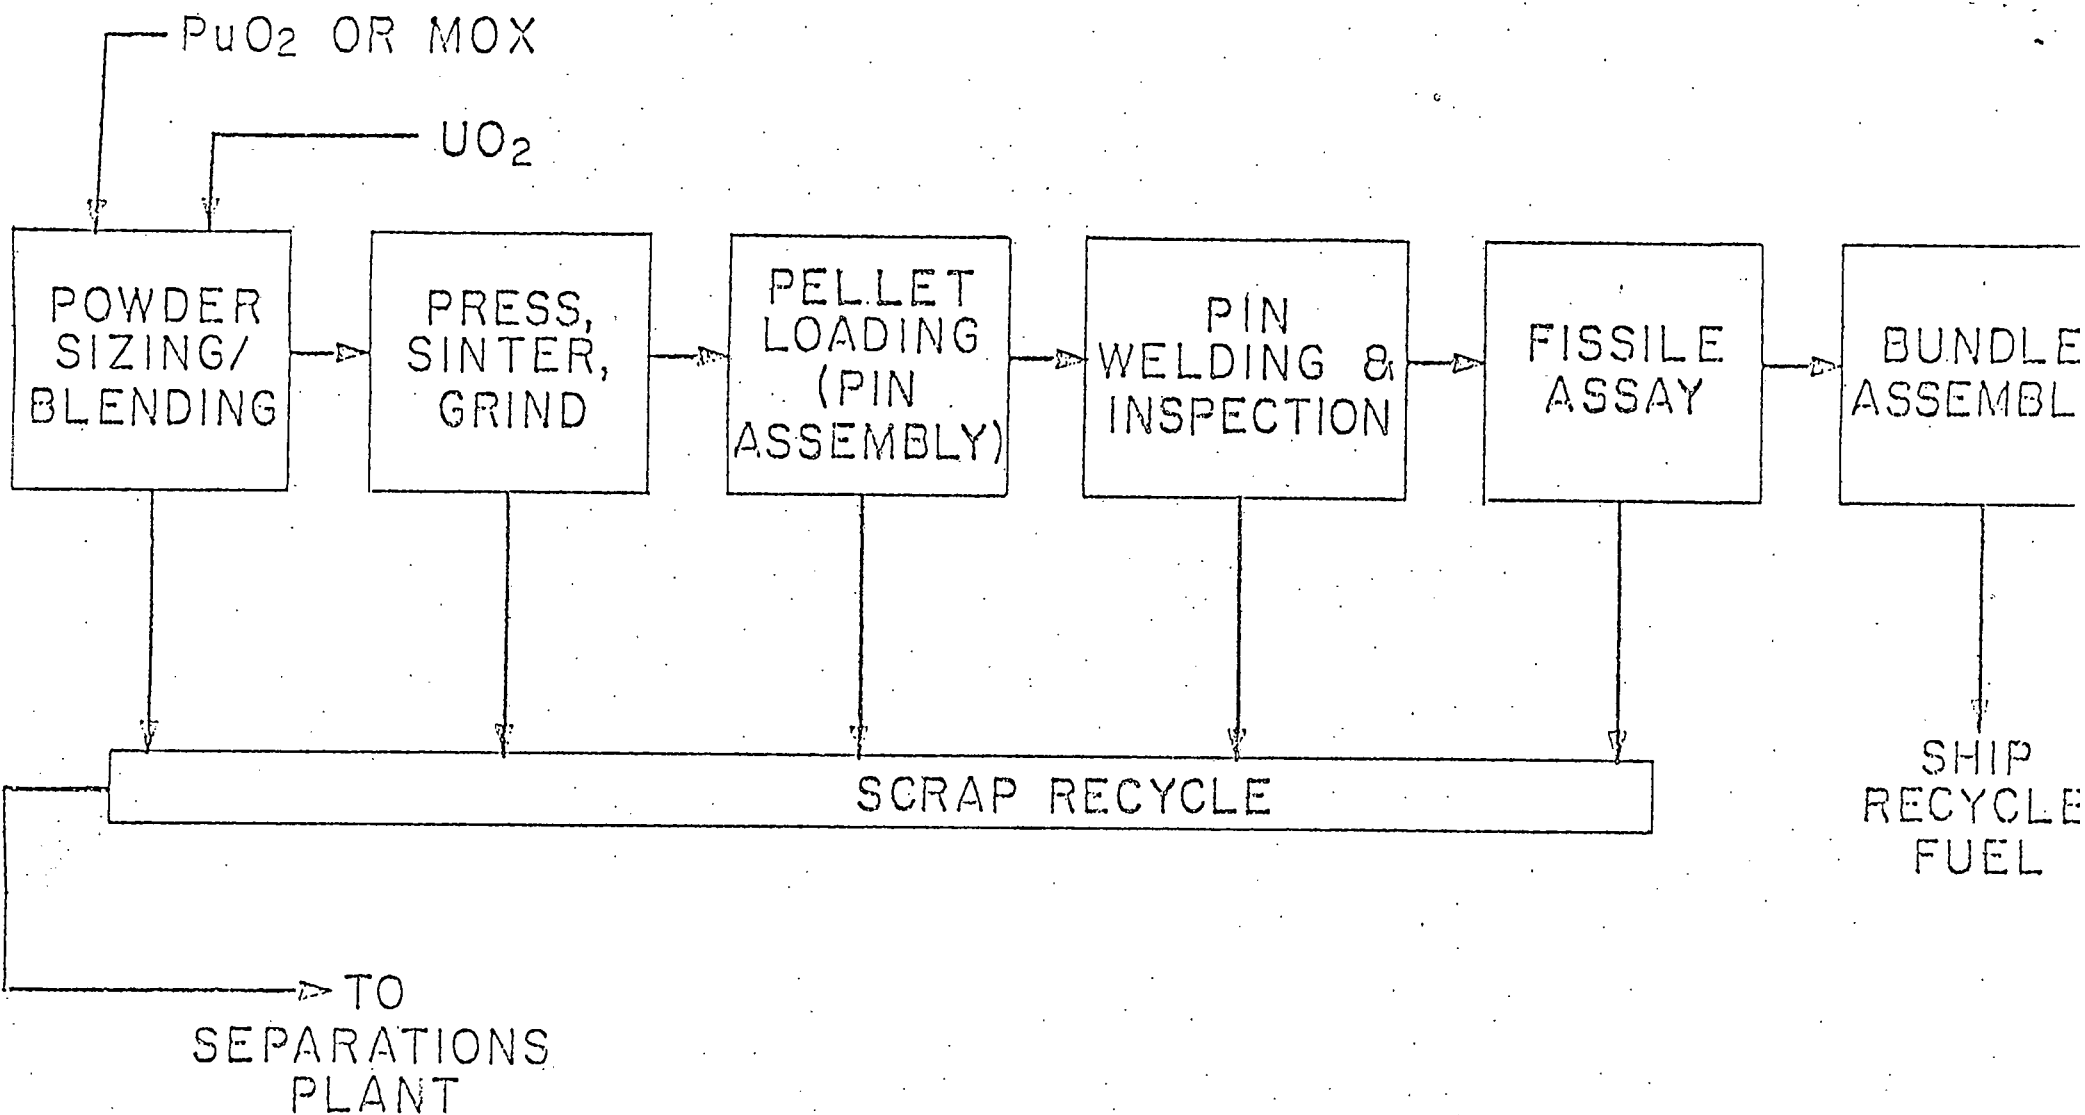 PuO₂ OR MOX
UO₂
POWDER
SIZING/
BLENDING
PRESS,
SINTER,
GRIND
PELLET
LOADING
(PIN
ASSEMBLY)
PIN
WELDING &
INSPECTION
FISSILE
ASSAY
BUNDLE
ASSEMBL
SCRAP RECYCLE
SHIP
RECYCLE
FUEL
TO
SEPARATIONS
PLANT